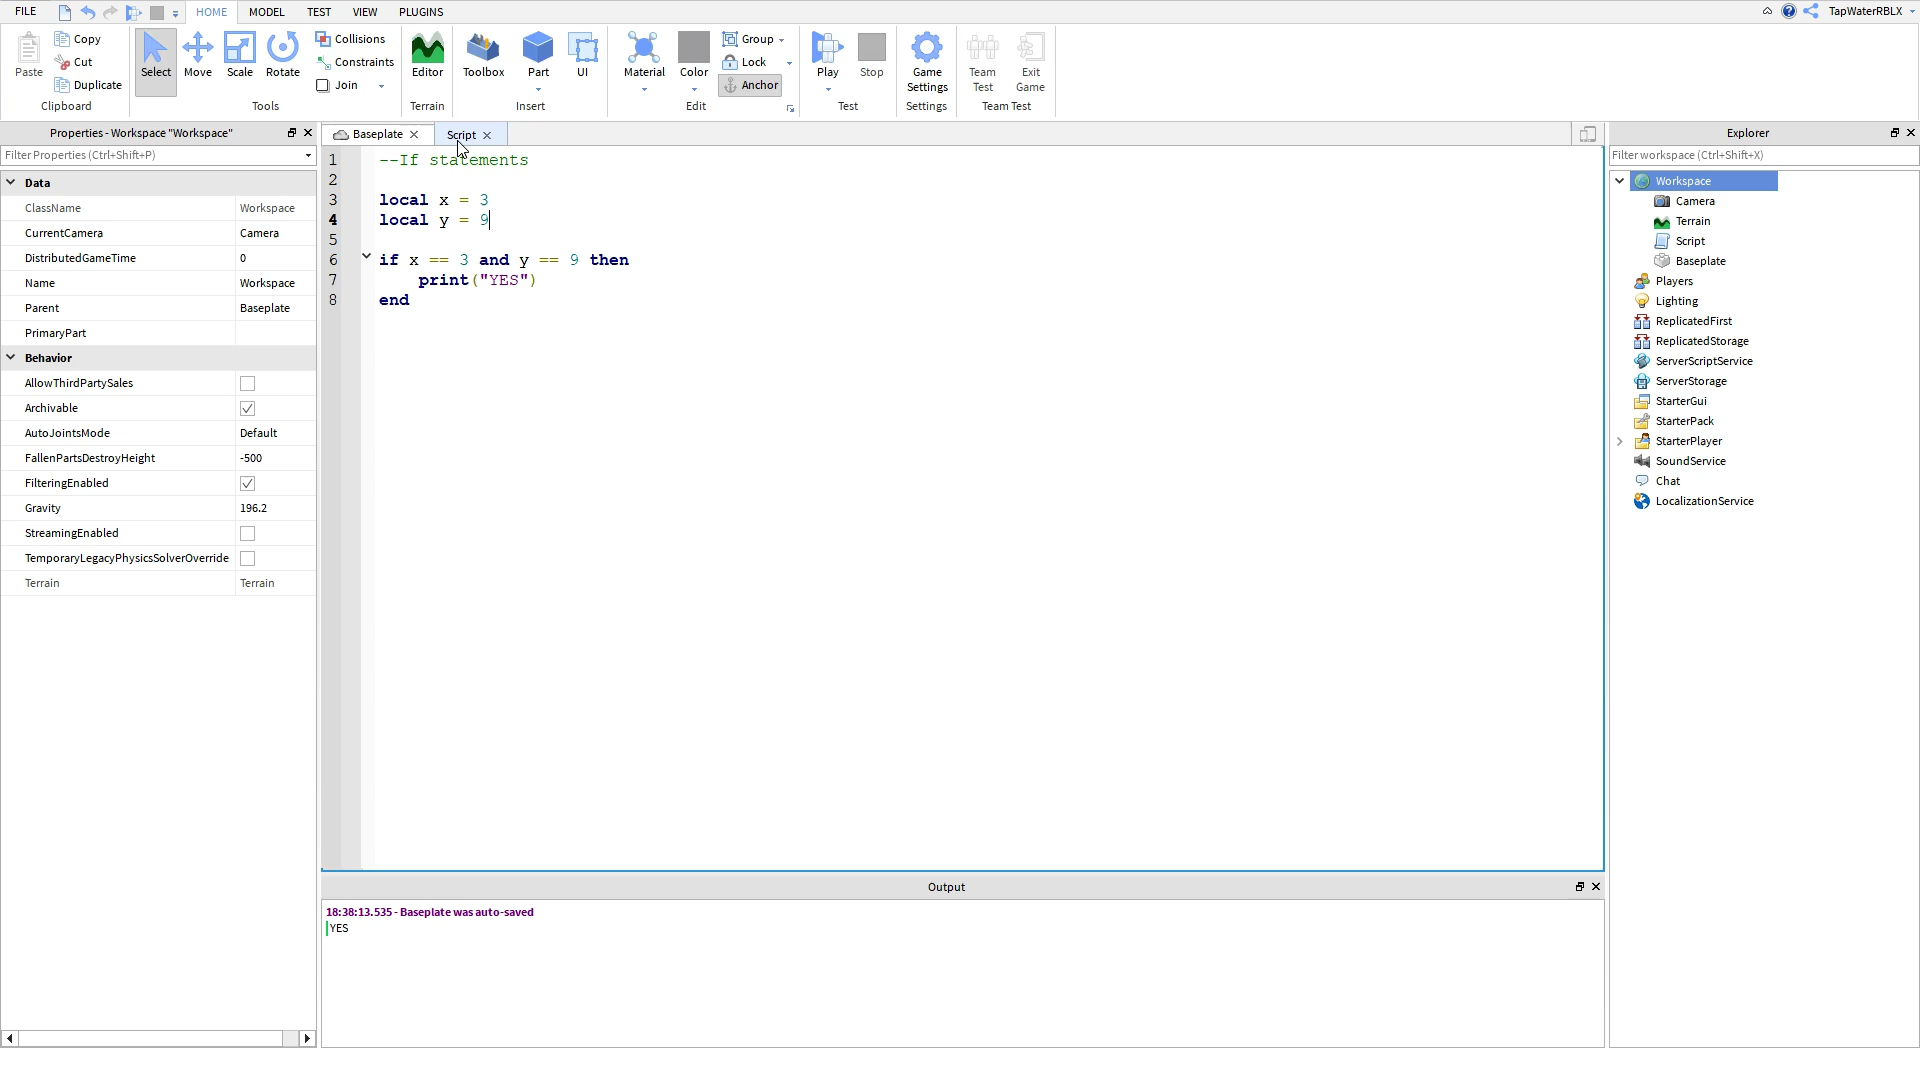 FILE HOME MODEL TEST VIEW PLUGINS TapWaterRBLX
Paste Copy Cut Duplicate Clipboard
Select Move Scale Rotate Collisions Constraints Join Tools
Editor Terrain
Toolbox Part UI Insert
Material Color Group Lock Anchor Edit
Play Stop Test
Game Settings Settings
Team Test Exit Game Team Test
Properties - Workspace "Workspace"
Filter Properties (Ctrl+Shift+P)
Data
ClassName Workspace
CurrentCamera Camera
DistributedGameTime 0
Name Workspace
Parent Baseplate
PrimaryPart
Behavior
AllowThirdPartySales
Archivable
AutoJointsMode Default
FallenPartsDestroyHeight -500
FilteringEnabled
Gravity 196.2
StreamingEnabled
TemporaryLegacyPhysicsSolverOverride
Terrain Terrain
Baseplate Script
1 --If statements
2
3 local x = 3
4 local y = 9
5
6 if x == 3 and y == 9 then
7 print("YES")
8 end
Output
18:38:13.535 - Baseplate was auto-saved
YES
Explorer
Filter workspace (Ctrl+Shift+X)
Workspace
Camera
Terrain
Script
Baseplate
Players
Lighting
ReplicatedFirst
ReplicatedStorage
ServerScriptService
ServerStorage
StarterGui
StarterPack
StarterPlayer
SoundService
Chat
LocalizationService